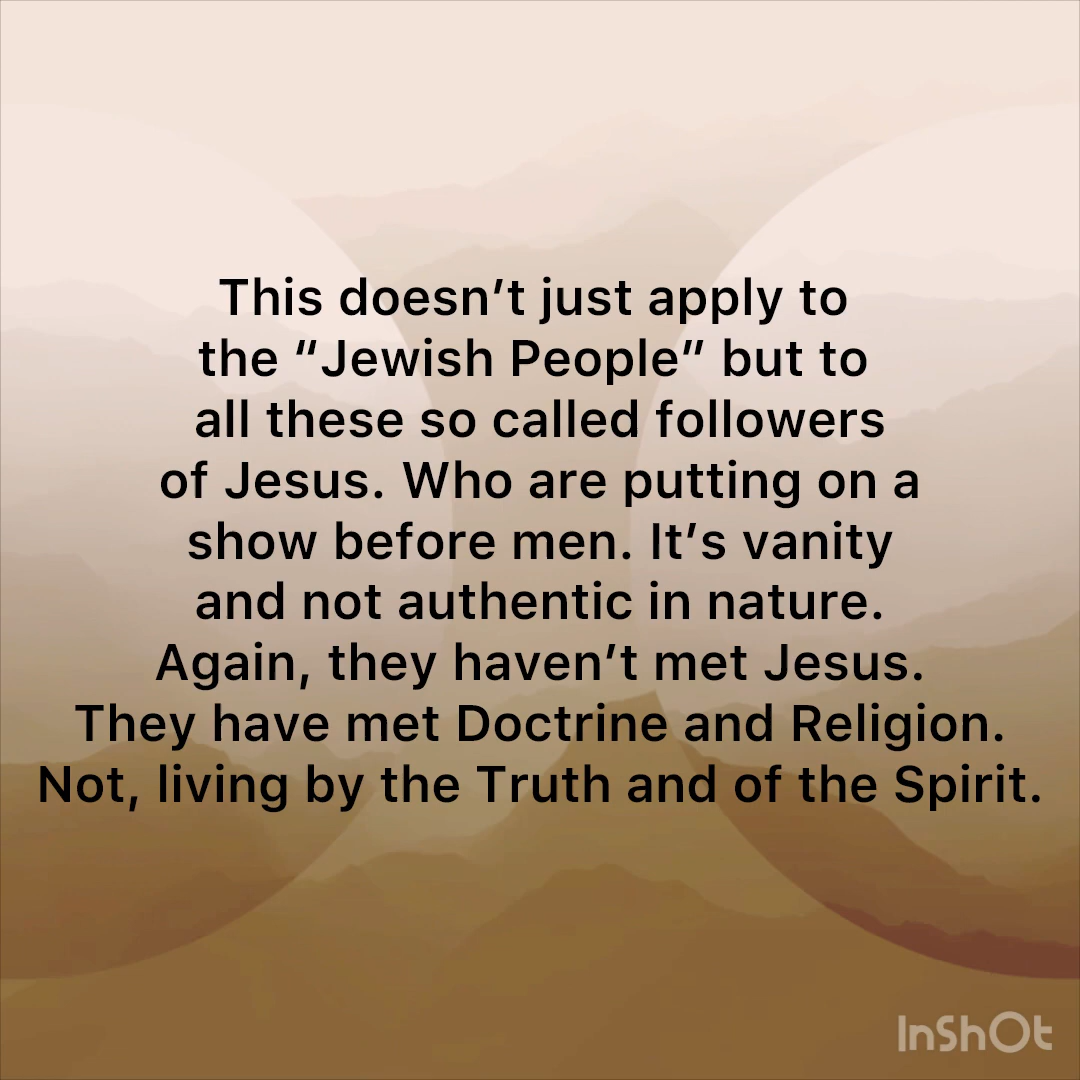 This doesn’t just apply to
the “Jewish People” but to
all these so called followers
of Jesus. Who are putting on a
show before men. It’s vanity
and not authentic in nature.
Again, they haven’t met Jesus.
They have met Doctrine and Religion.
Not, living by the Truth and of the Spirit.
InShOt